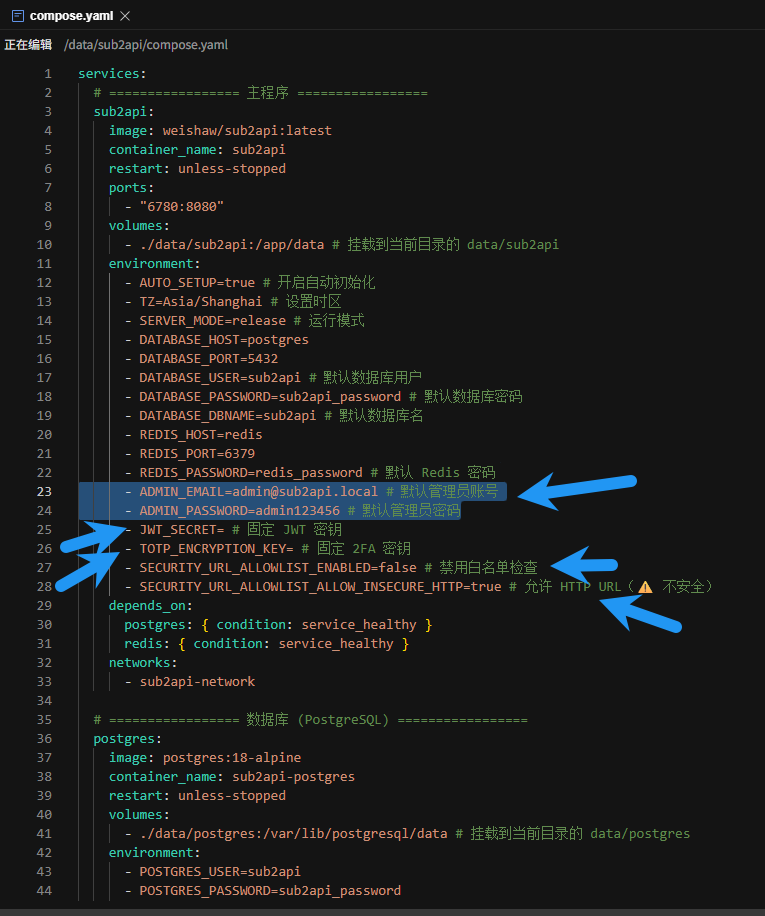 compose.yaml
正在编辑 /data/sub2api/compose.yaml
1 services:
2 # ================= 主程序 =================
3 sub2api:
4 image: weishaw/sub2api:latest
5 container_name: sub2api
6 restart: unless-stopped
7 ports:
8 - "6780:8080"
9 volumes:
10 - ./data/sub2api:/app/data # 挂载到当前目录的 data/sub2api
11 environment:
12 - AUTO_SETUP=true # 开启自动初始化
13 - TZ=Asia/Shanghai # 设置时区
14 - SERVER_MODE=release # 运行模式
15 - DATABASE_HOST=postgres
16 - DATABASE_PORT=5432
17 - DATABASE_USER=sub2api # 默认数据库用户
18 - DATABASE_PASSWORD=sub2api_password # 默认数据库密码
19 - DATABASE_DBNAME=sub2api # 默认数据库名
20 - REDIS_HOST=redis
21 - REDIS_PORT=6379
22 - REDIS_PASSWORD=redis_password # 默认 Redis 密码
23 - ADMIN_EMAIL=admin@sub2api.local # 默认管理员账号
24 - ADMIN_PASSWORD=admin123456 # 默认管理员密码
25 - JWT_SECRET= # 固定 JWT 密钥
26 - TOTP_ENCRYPTION_KEY= # 固定 2FA 密钥
27 - SECURITY_URL_ALLOWLIST_ENABLED=false # 禁用白名单检查
28 - SECURITY_URL_ALLOWLIST_ALLOW_INSECURE_HTTP=true # 允许 HTTP URL（⚠️ 不安全）
29 depends_on:
30 postgres: { condition: service_healthy }
31 redis: { condition: service_healthy }
32 networks:
33 - sub2api-network
34
35 # ================= 数据库 (PostgreSQL) =================
36 postgres:
37 image: postgres:18-alpine
38 container_name: sub2api-postgres
39 restart: unless-stopped
40 volumes:
41 - ./data/postgres:/var/lib/postgresql/data # 挂载到当前目录的 data/postgres
42 environment:
43 - POSTGRES_USER=sub2api
44 - POSTGRES_PASSWORD=sub2api_password